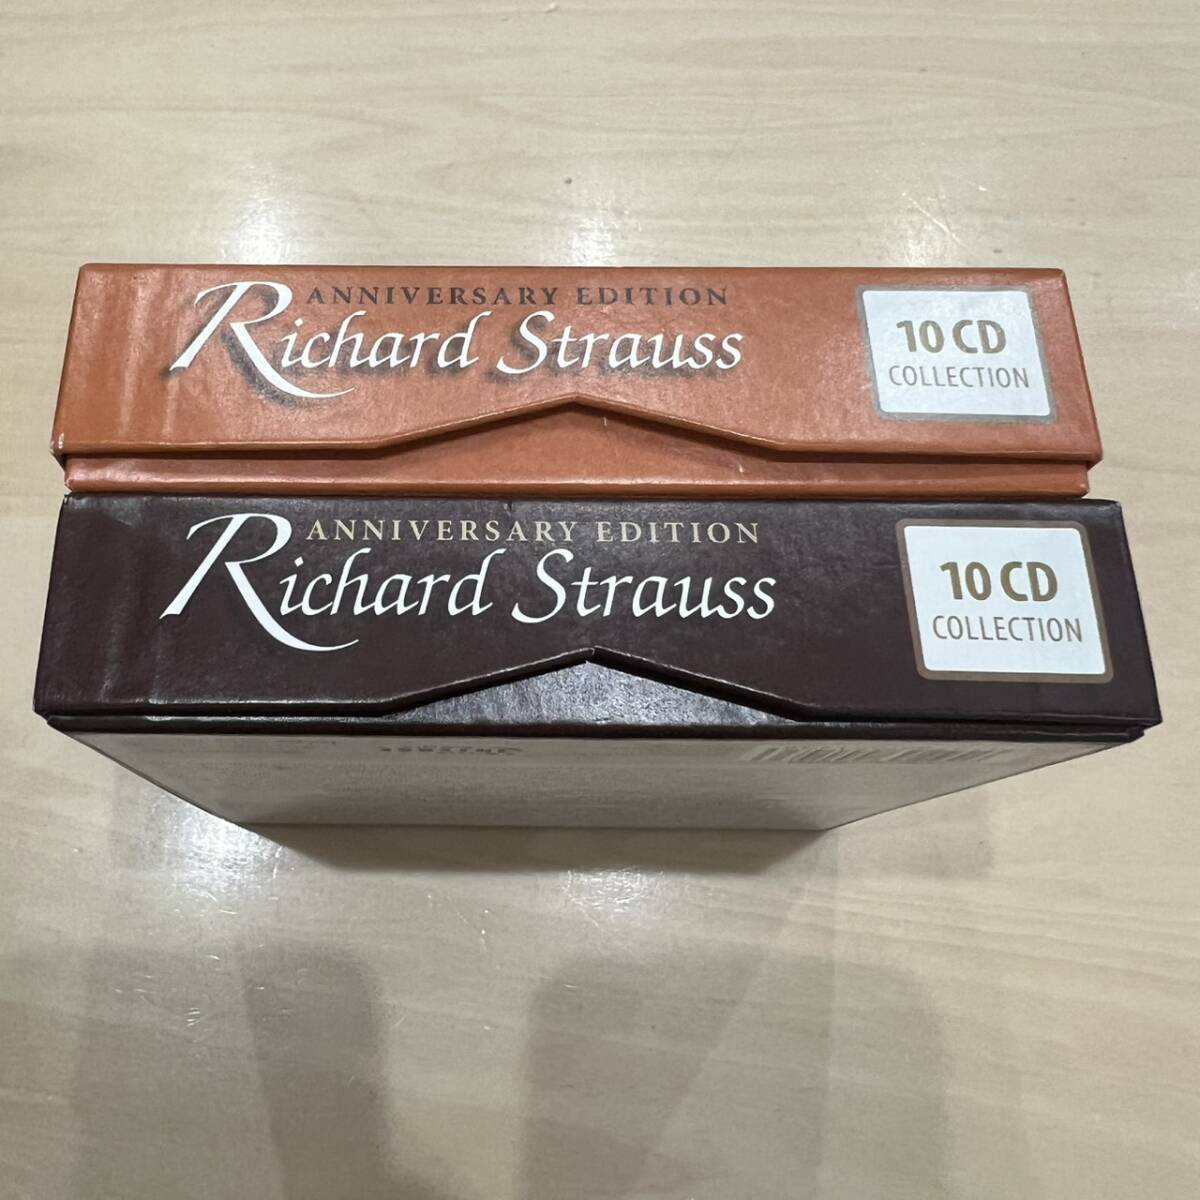 ANNIVERSARY EDITION
Richard Strauss
10 CD
COLLECTION
ANNIVERSARY EDITION
Richard Strauss
10 CD
COLLECTION